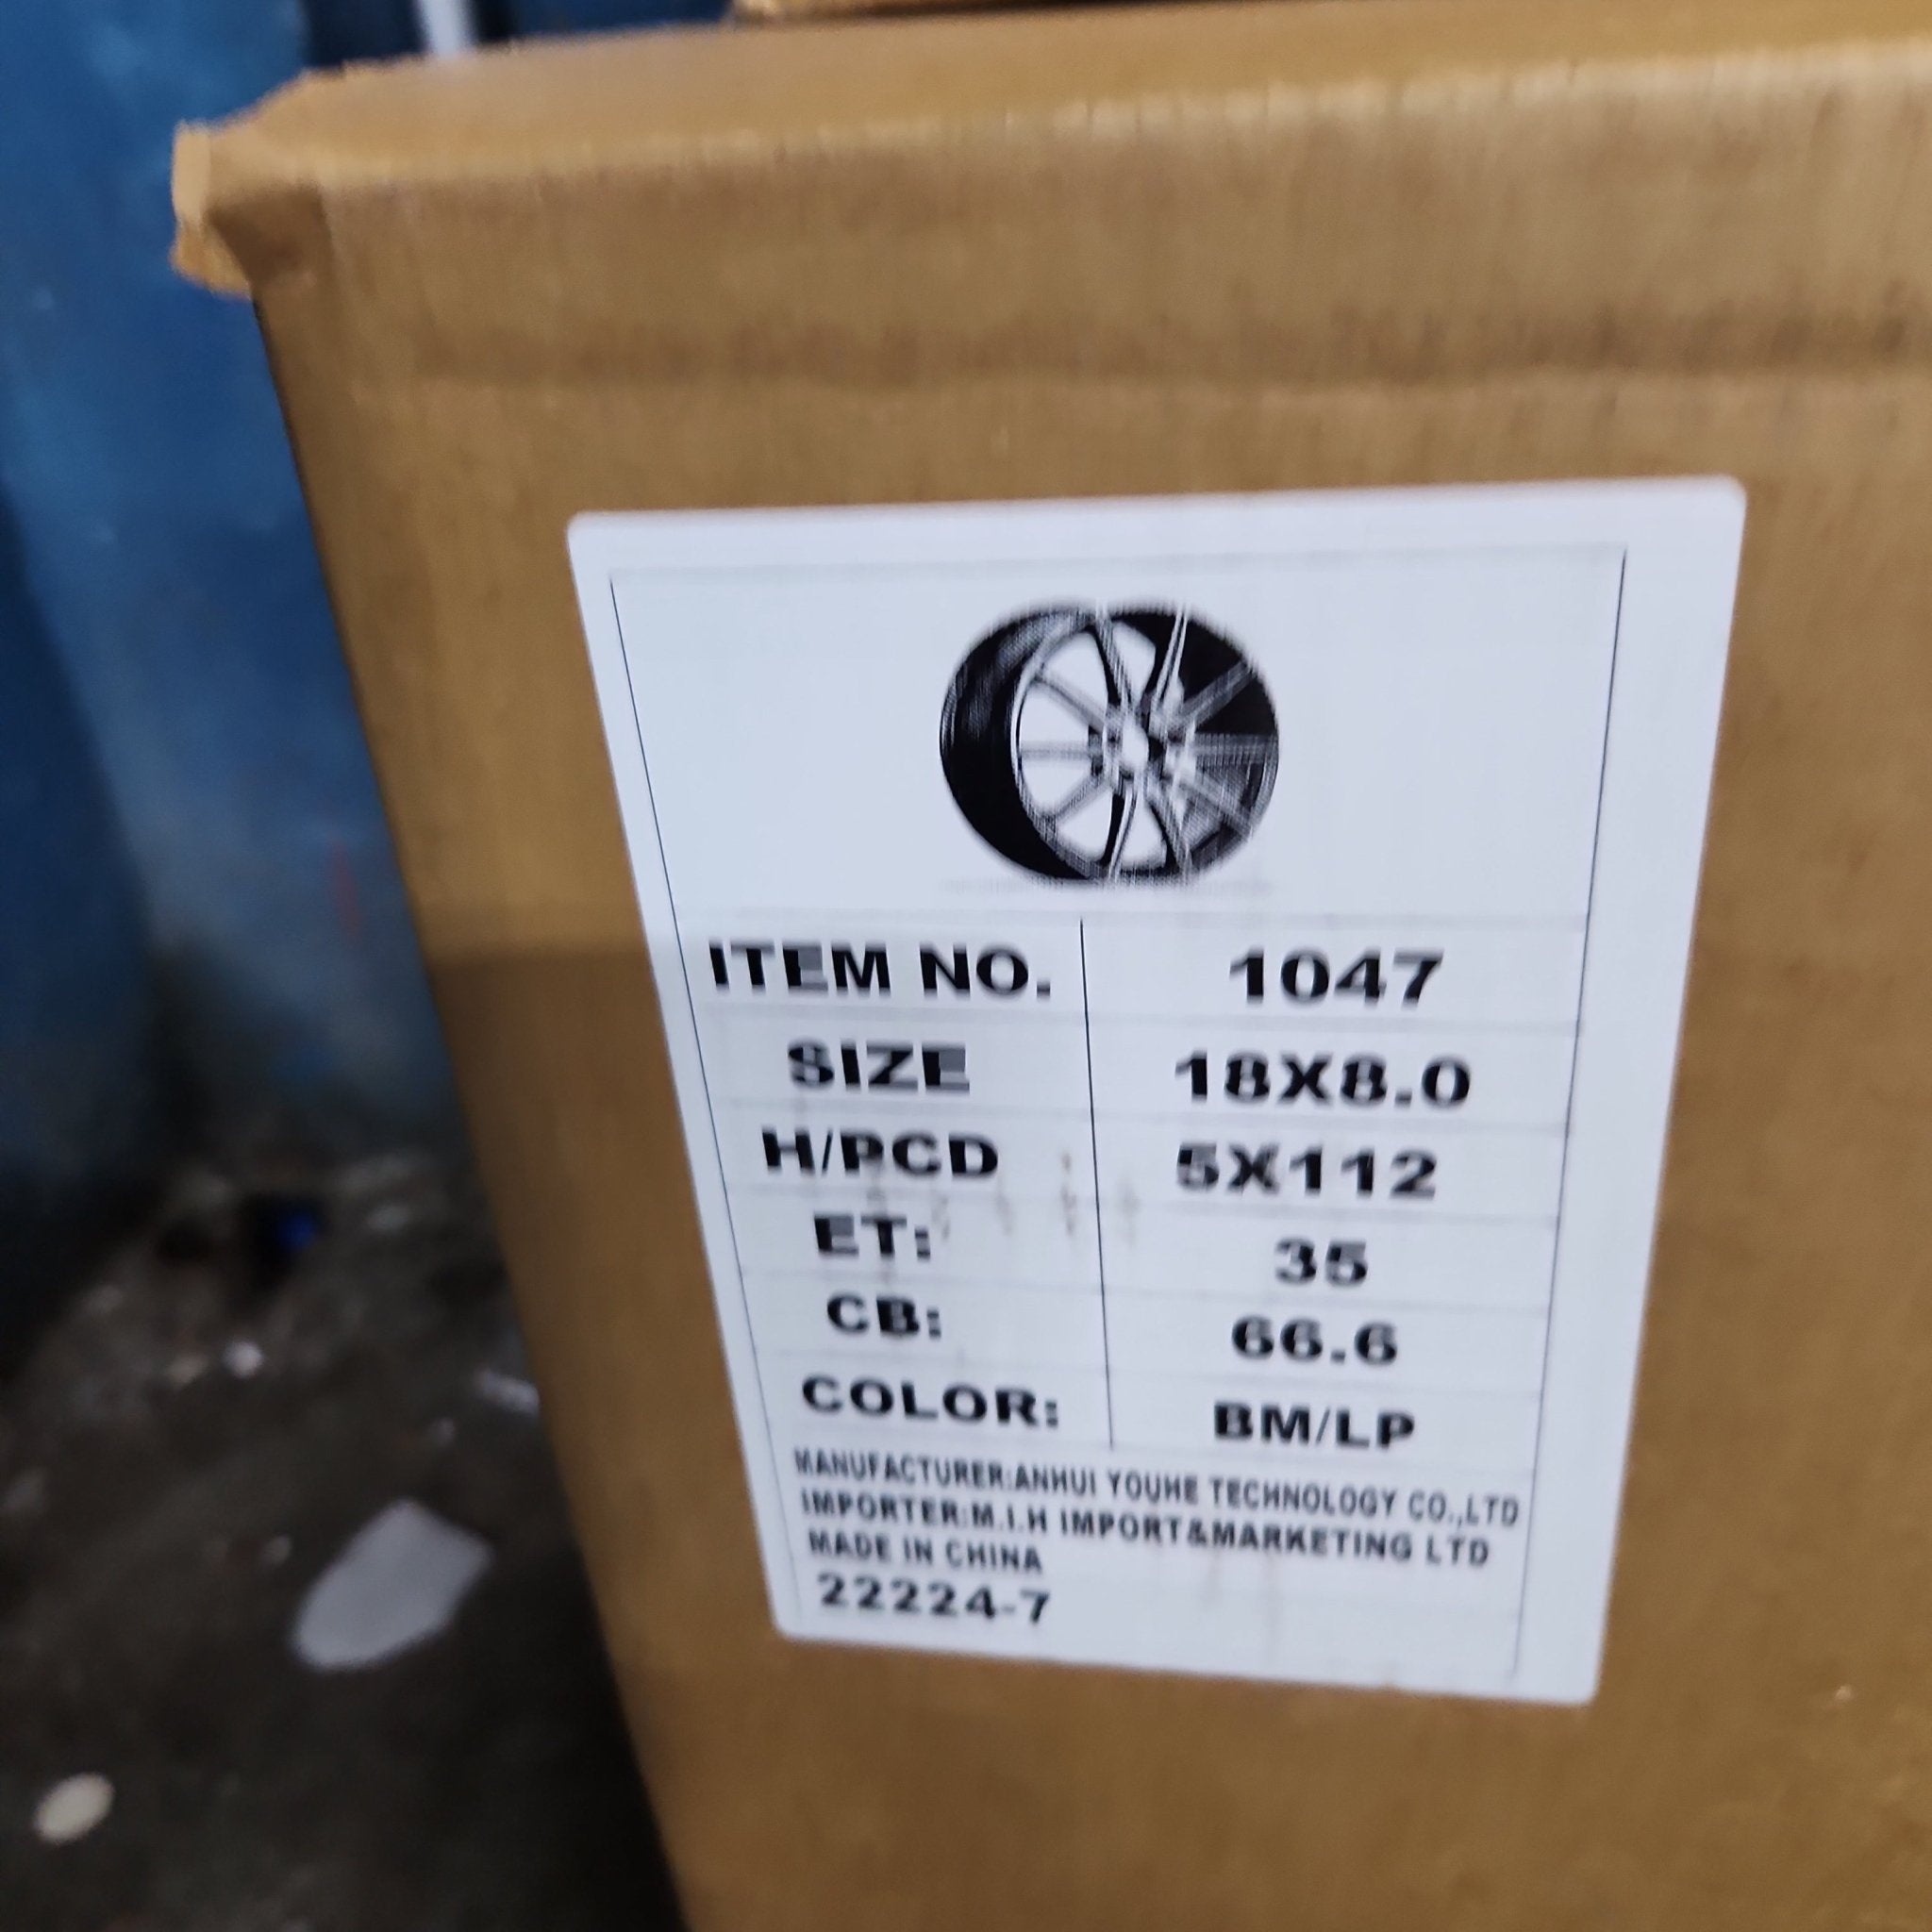 ITEM NO. 1047
SIZE 18X8.0
H/PCD 5X112
ET: 35
CB: 66.6
COLOR: BM/LP
MANUFACTURER:ANHUI YOUHE TECHNOLOGY CO.,LTD
IMPORTER:M.I.H IMPORT&MARKETING LTD
MADE IN CHINA
22224-7